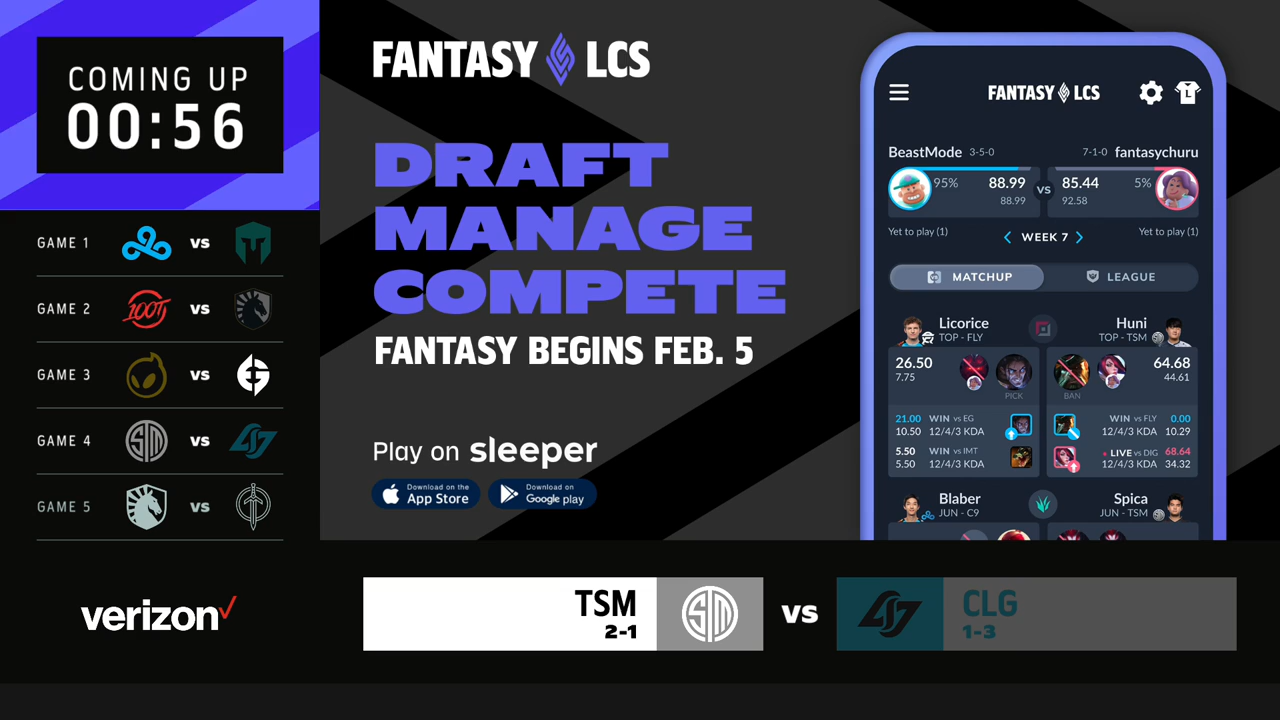 COMING UP
00:56
GAME 1
VS
GAME 2
100T
VS
GAME 3
VS
GAME 4
TSM
VS
GAME 5
VS
FANTASY LCS
DRAFT
MANAGE
COMPETE
FANTASY BEGINS FEB. 5
Play on sleeper
Download on the
App Store
Download on
Google play
FANTASY LCS
L
BeastMode 3-5-0
7-1-0 fantasychuru
95% 88.99
88.99
VS
85.44 5%
92.58
Yet to play (1)
WEEK 7
Yet to play (1)
MATCHUP
LEAGUE
Licorice
TOP - FLY
Huni
TOP - TSM
26.50
7.75
PICK
BAN
64.68
44.61
21.00 WIN vs EG
10.50 12/4/3 KDA
WIN vs FLY 0.00
12/4/3 KDA 10.29
5.50 WIN vs IMT
5.50 12/4/3 KDA
LIVE vs DIG 68.64
12/4/3 KDA 34.32
Blaber
JUN - C9
Spica
JUN - TSM
verizon
TSM
2-1
TSM
VS
CLG
1-3